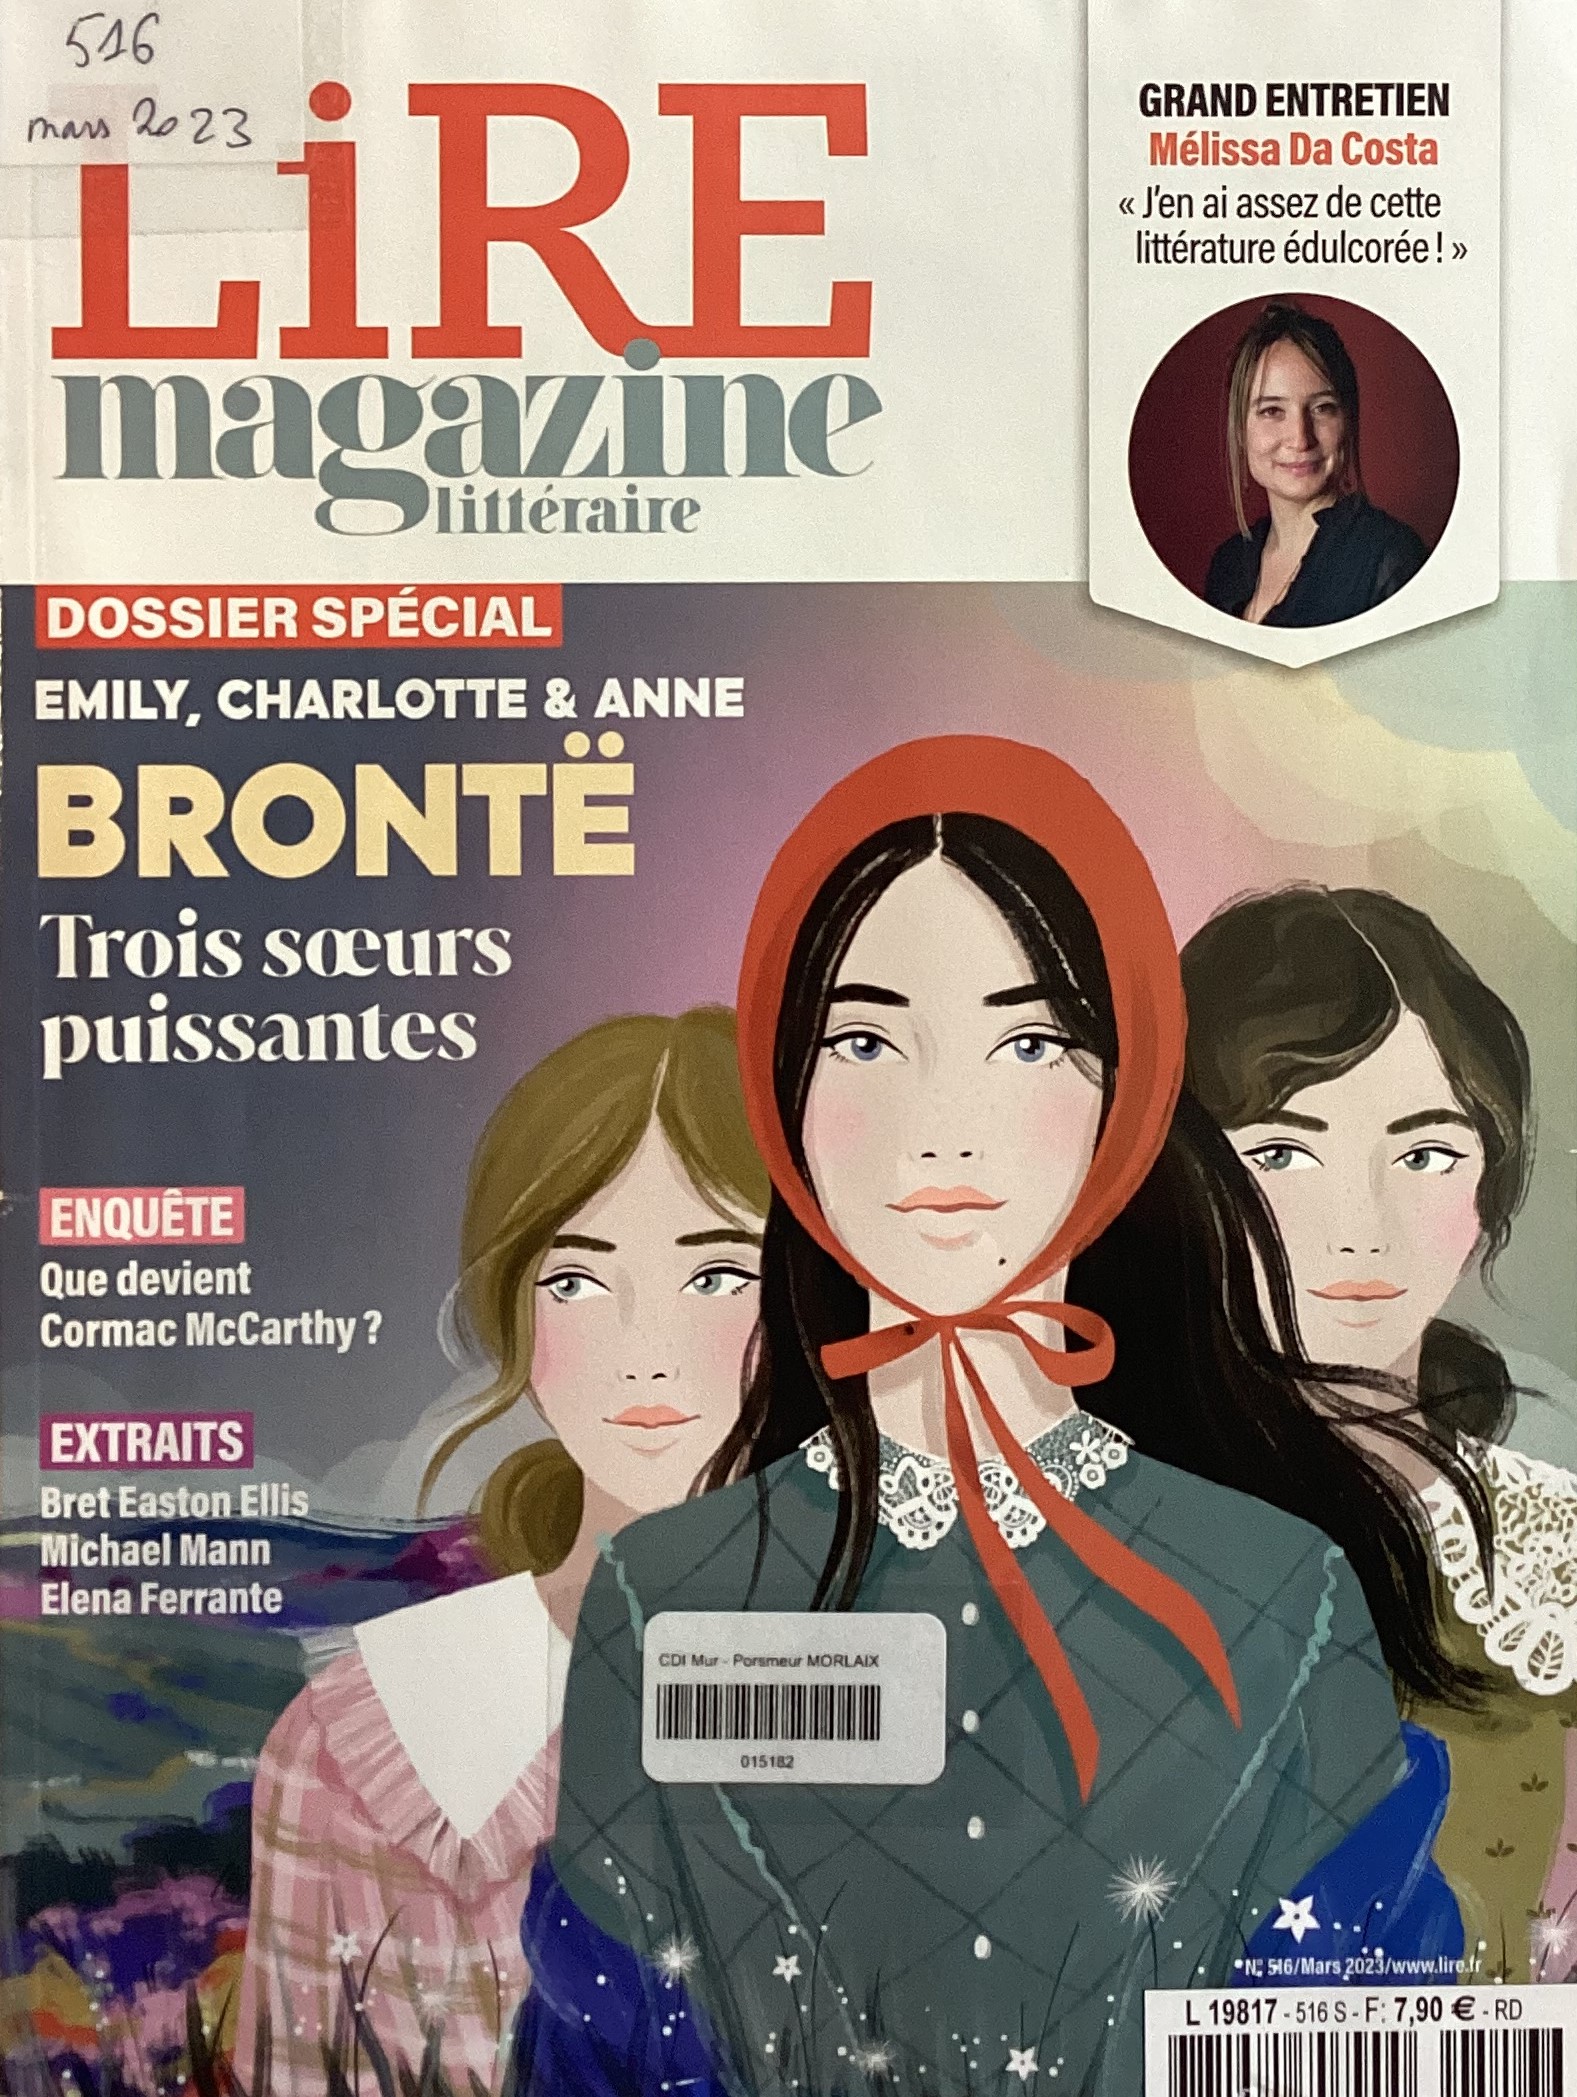 516
mars 2023
LiRE
magazine
littéraire
GRAND ENTRETIEN
Mélissa Da Costa
« J'en ai assez de cette
littérature édulcorée ! »
DOSSIER SPÉCIAL
EMILY, CHARLOTTE & ANNE
BRONTË
Trois sœurs
puissantes
ENQUÊTE
Que devient
Cormac McCarthy ?
EXTRAITS
Bret Easton Ellis
Michael Mann
Elena Ferrante
CDI Mur - Porsmeur MORLAIX
015182
N° 516/Mars 2023/www.lire.fr
L 19817 - 516 S - F: 7,90 € - RD